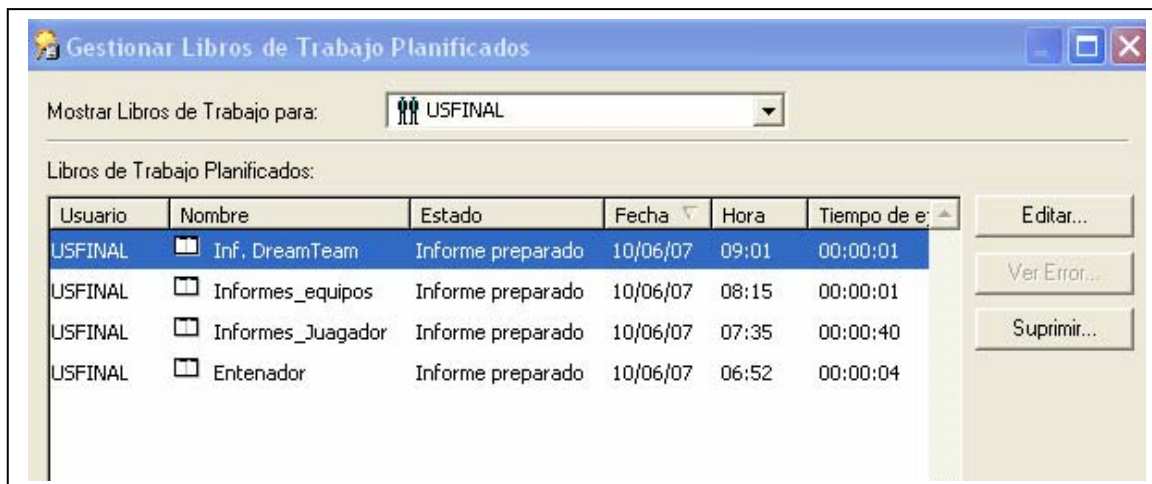 Gestionar Libros de Trabajo Planificados
Mostrar Libros de Trabajo para: USFINAL
Libros de Trabajo Planificados:
Usuario Nombre Estado Fecha Hora Tiempo de ej Editar...
USFINAL Inf. DreamTeam Informe preparado 10/06/07 09:01 00:00:01
Ver Error...
USFINAL Informes_equipos Informe preparado 10/06/07 08:15 00:00:01
USFINAL Informes_Juagador Informe preparado 10/06/07 07:35 00:00:40 Suprimir...
USFINAL Entenador Informe preparado 10/06/07 06:52 00:00:04